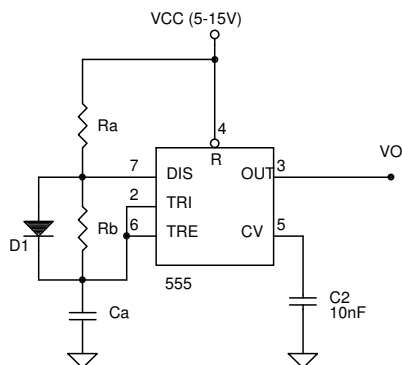 VCC (5-15V)
Ra
4
R
7
DIS
OUT
3
VO
2
TRI
D1
Rb
6
TRE
CV
5
555
Ca
C2
10nF